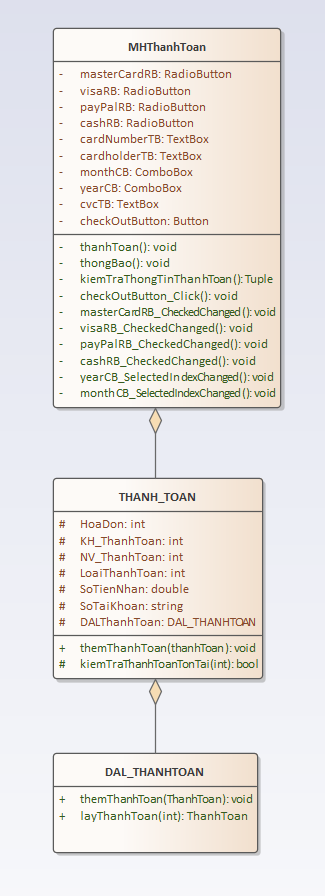 MHThanhToan
- masterCardRB: RadioButton
- visaRB: RadioButton
- payPalRB: RadioButton
- cashRB: RadioButton
- cardNumberTB: TextBox
- cardholderTB: TextBox
- monthCB: ComboBox
- yearCB: ComboBox
- cvcTB: TextBox
- checkOutButton: Button
- thanhToan(): void
- thongBao(): void
- kiemTraThongTinThanhToan(): Tuple
- checkOutButton_Click(): void
- masterCardRB_CheckedChanged(): void
- visaRB_CheckedChanged(): void
- payPalRB_CheckedChanged(): void
- cashRB_CheckedChanged(): void
- yearCB_SelectedIndexChanged(): void
- monthCB_SelectedIndexChanged(): void
THANH_TOAN
# HoaDon: int
# KH_ThanhToan: int
# NV_ThanhToan: int
# LoaiThanhToan: int
# SoTienNhan: double
# SoTaiKhoan: string
# DALThanhToan: DAL_THANHTOAN
+ themThanhToan(thanhToan): void
# kiemTraThanhToanTonTai(int): bool
DAL_THANHTOAN
+ themThanhToan(ThanhToan): void
+ layThanhToan(int): ThanhToan